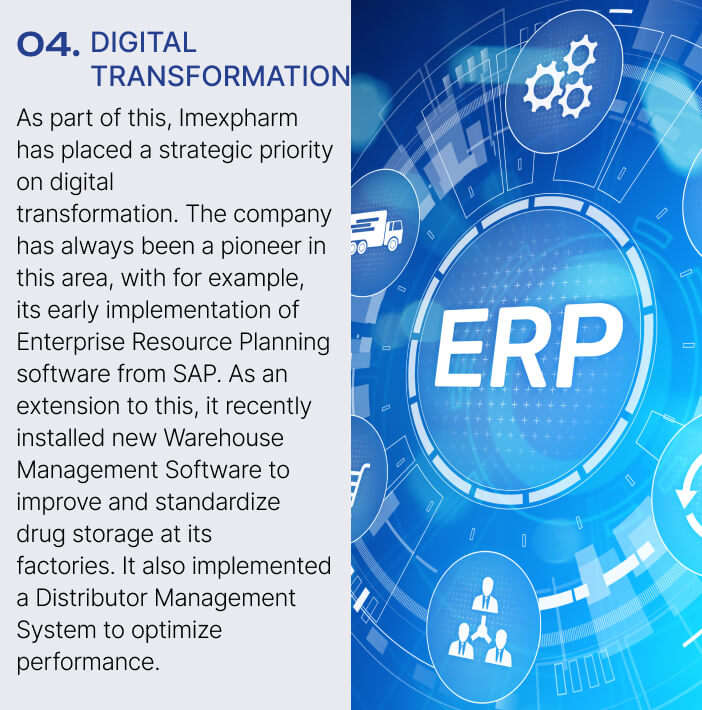 04. DIGITAL
TRANSFORMATION
As part of this, Imexpharm
has placed a strategic priority
on digital
transformation. The company
has always been a pioneer in
this area, with for example,
its early implementation of
Enterprise Resource Planning
software from SAP. As an
extension to this, it recently
installed new Warehouse
Management Software to
improve and standardize
drug storage at its
factories. It also implemented
a Distributor Management
System to optimize
performance.
ERP